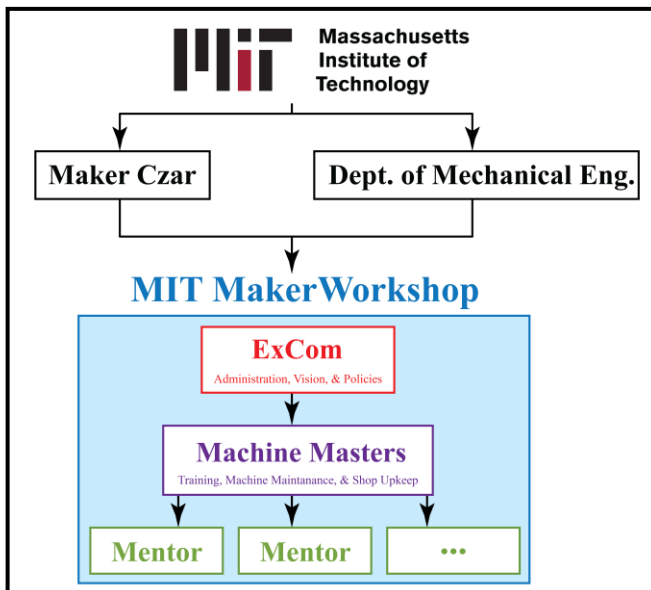 MIT
Massachusetts
Institute of
Technology
Maker Czar
Dept. of Mechanical Eng.
MIT MakerWorkshop
ExCom
Administration, Vision, & Policies
Machine Masters
Training, Machine Maintanance, & Shop Upkeep
Mentor
Mentor
...